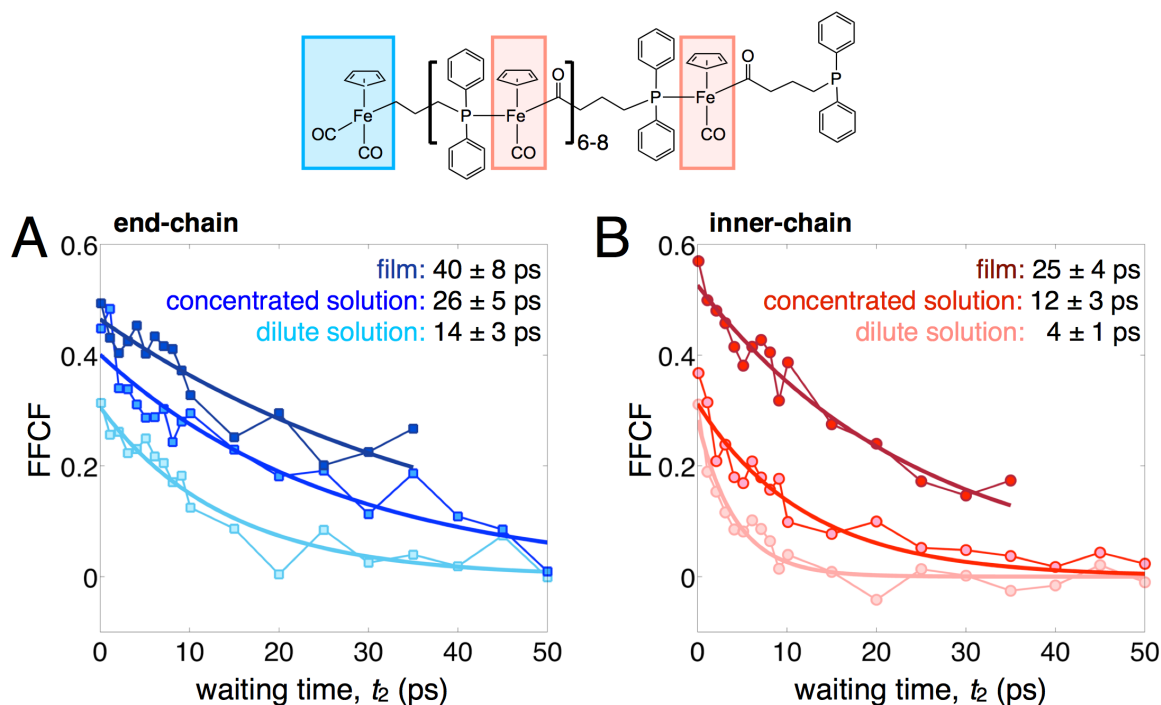 O
O
Fe
P
Fe
P
Fe
P
OC
CO
CO
6-8
CO
A
end-chain
0.6
0.4
0.2
0
FFCF
film: 40 ± 8 ps
concentrated solution: 26 ± 5 ps
dilute solution: 14 ± 3 ps
0 10 20 30 40 50
waiting time, t₂ (ps)
B
inner-chain
0.6
0.4
0.2
0
FFCF
film: 25 ± 4 ps
concentrated solution: 12 ± 3 ps
dilute solution: 4 ± 1 ps
0 10 20 30 40 50
waiting time, t₂ (ps)